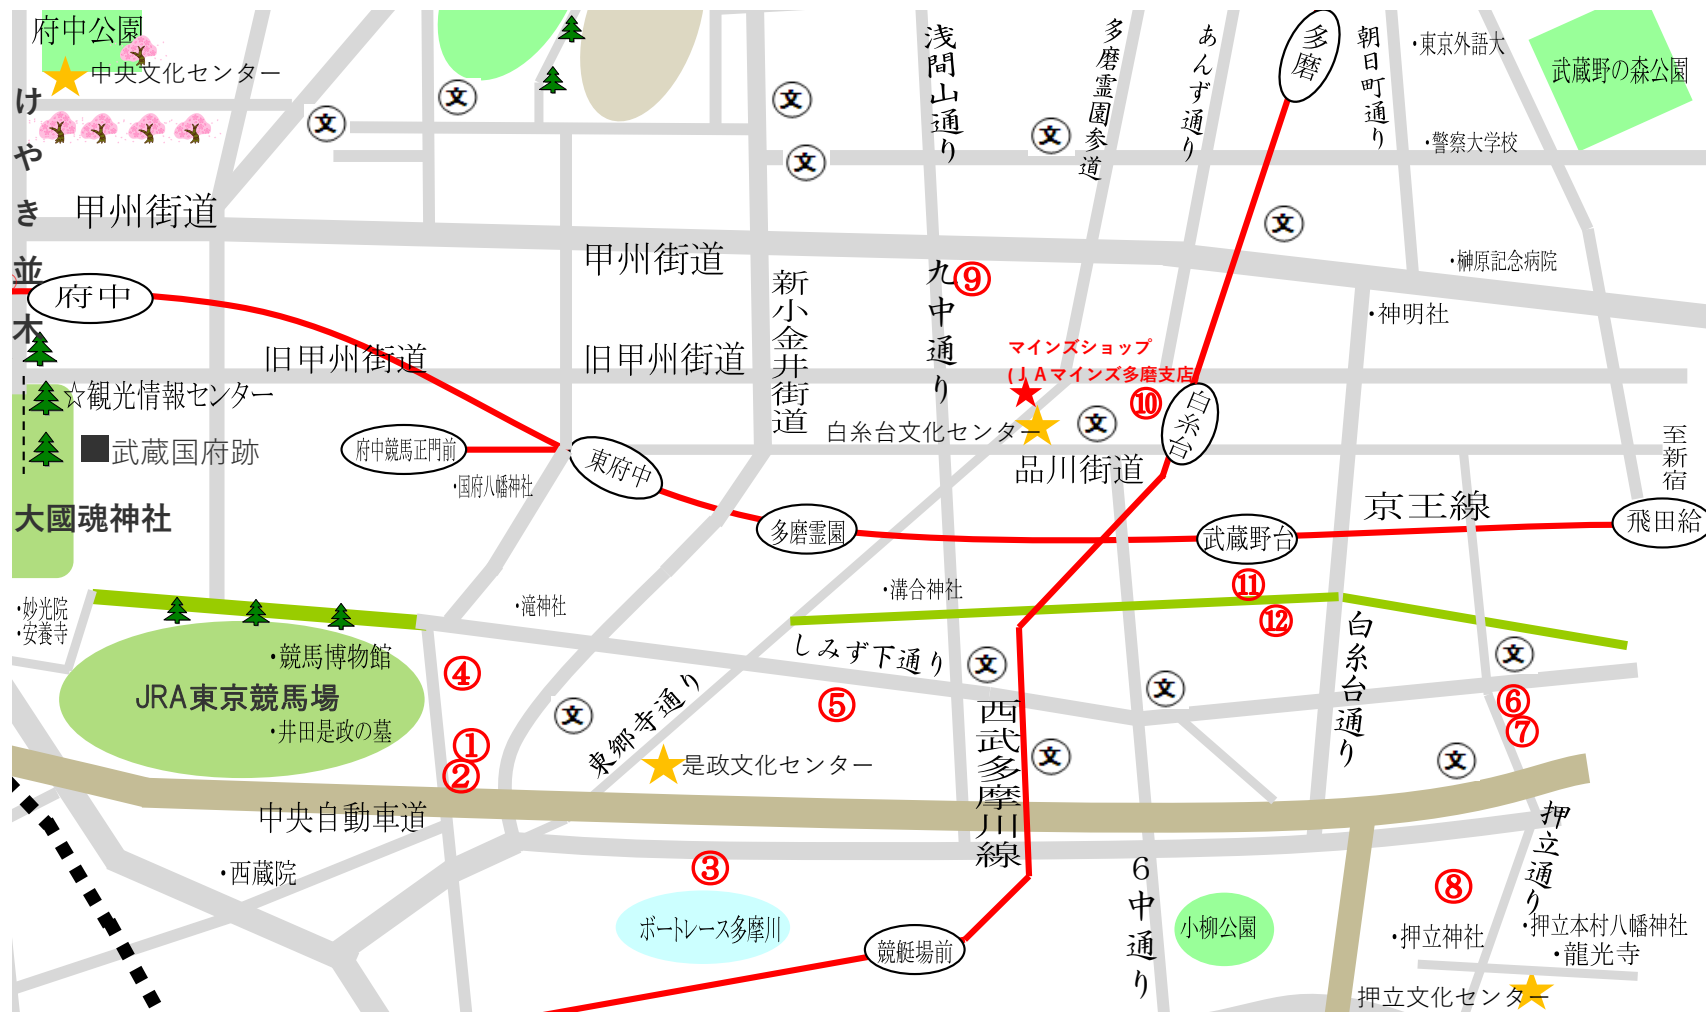 府中公園
中央文化センター
けやき並木
甲州街道
府中
旧甲州街道
☆観光情報センター
武蔵国府跡
大國魂神社
府中競馬正門前
・国府八幡神社
東府中
文
文
文
文
甲州街道
旧甲州街道
新小金井街道
浅間山通り
九中通り
⑨
文
多磨霊園参道
あんず通り
多磨
朝日町通り
・東京外語大
武蔵野の森公園
・警察大学校
文
・榊原記念病院
・神明社
マインズショップ
(JAマインズ多磨支店
⑩
白糸台
白糸台文化センター
文
品川街道
至新宿
京王線
飛田給
多磨霊園
武蔵野台
⑪
⑫
・溝合神社
・滝神社
・妙光院
・安養寺
・競馬博物館
JRA東京競馬場
・井田是政の墓
④
①
②
文
東郷寺通り
しみず下通り
⑤
是政文化センター
文
西武多摩川線
文
文
白糸台通り
文
⑥
⑦
文
中央自動車道
・西蔵院
③
ボートレース多摩川
競艇場前
6中通り
小柳公園
押立通り
⑧
・押立神社
・押立本村八幡神社
・龍光寺
押立文化センター